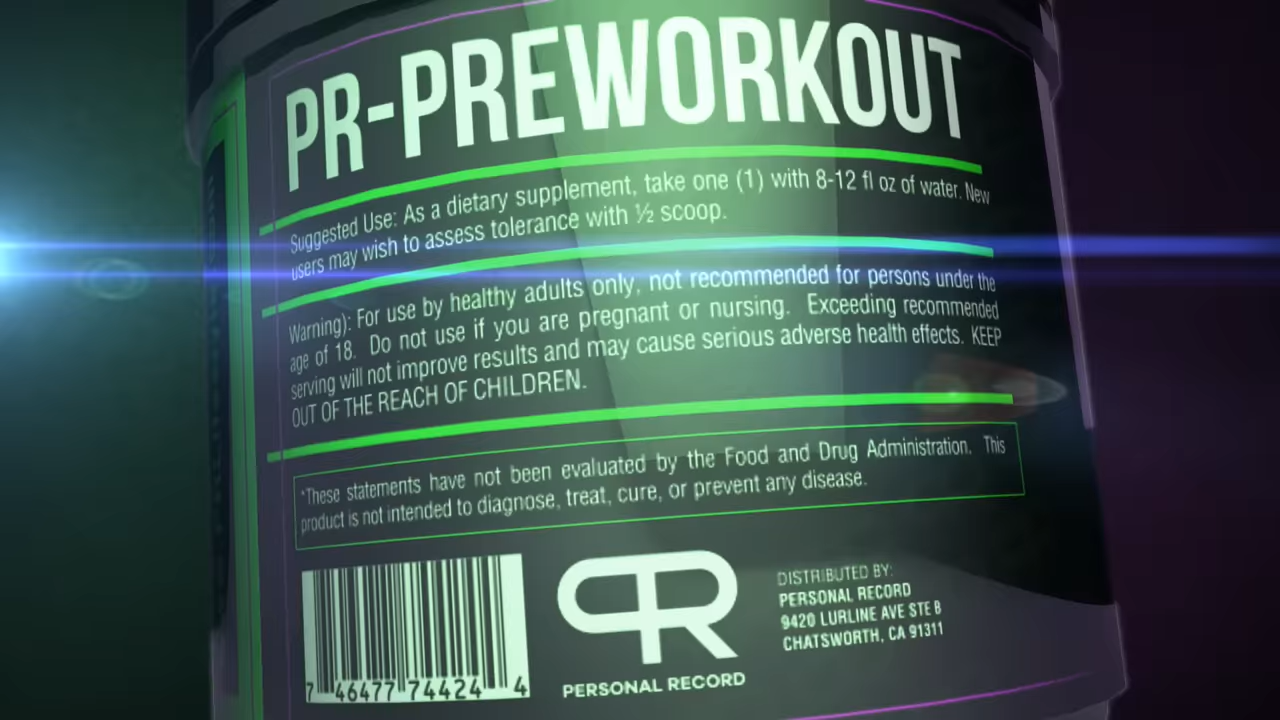 PR-PREWORKOUT
Suggested Use: As a dietary supplement, take one (1) with 8-12 fl oz of water. New
users may wish to assess tolerance with ½ scoop.
Warning): For use by healthy adults only, not recommended for persons under the
age of 18. Do not use if you are pregnant or nursing. Exceeding recommended
serving will not improve results and may cause serious adverse health effects. KEEP
OUT OF THE REACH OF CHILDREN.
*These statements have not been evaluated by the Food and Drug Administration. This
product is not intended to diagnose, treat, cure, or prevent any disease.
7 46477 74424 4
PR
PERSONAL RECORD
DISTRIBUTED BY:
PERSONAL RECORD
9420 LURLINE AVE STE B
CHATSWORTH, CA 91311